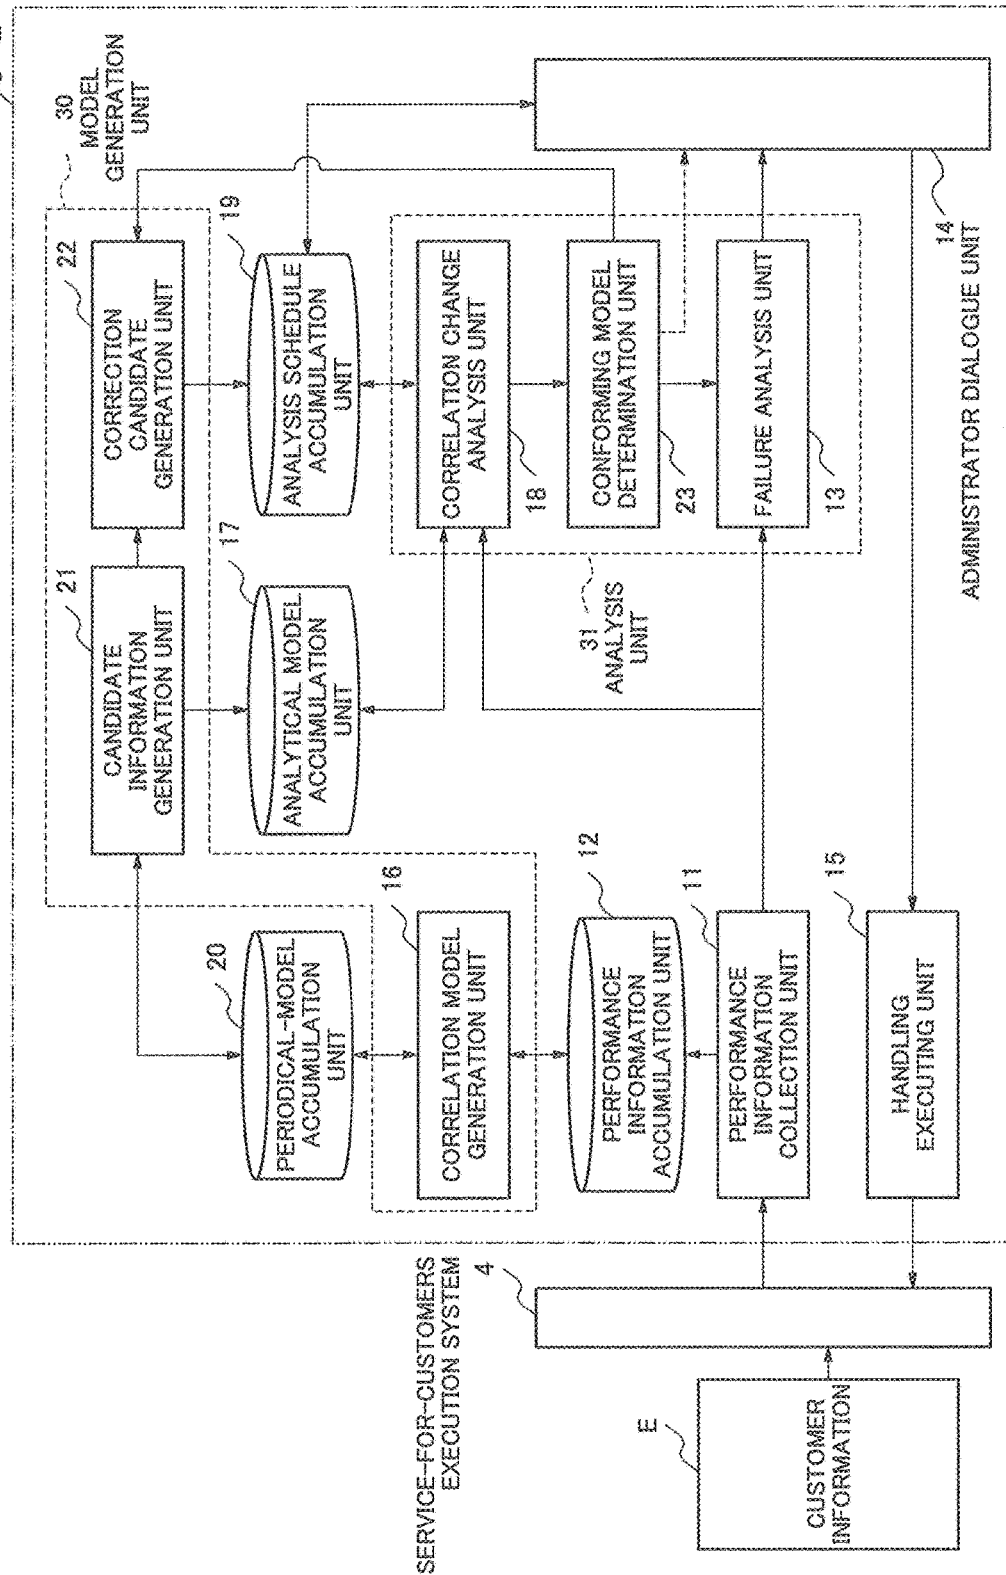 30
MODEL
GENERATION
UNIT
22
CORRECTION
CANDIDATE
GENERATION UNIT
21
CANDIDATE
INFORMATION
GENERATION UNIT
19
ANALYSIS SCHEDULE
ACCUMULATION
UNIT
17
ANALYTICAL MODEL
ACCUMULATION
UNIT
20
PERIODICAL-MODEL
ACCUMULATION
UNIT
16
CORRELATION MODEL
GENERATION UNIT
CORRELATION CHANGE
ANALYSIS UNIT
18
CONFORMING MODEL
DETERMINATION UNIT
23
FAILURE ANALYSIS UNIT
13
31
ANALYSIS
UNIT
12
PERFORMANCE
INFORMATION
ACCUMULATION UNIT
11
PERFORMANCE
INFORMATION
COLLECTION UNIT
15
HANDLING
EXECUTING UNIT
14
ADMINISTRATOR DIALOGUE UNIT
SERVICE-FOR-CUSTOMERS
EXECUTION SYSTEM
4
E
CUSTOMER
INFORMATION